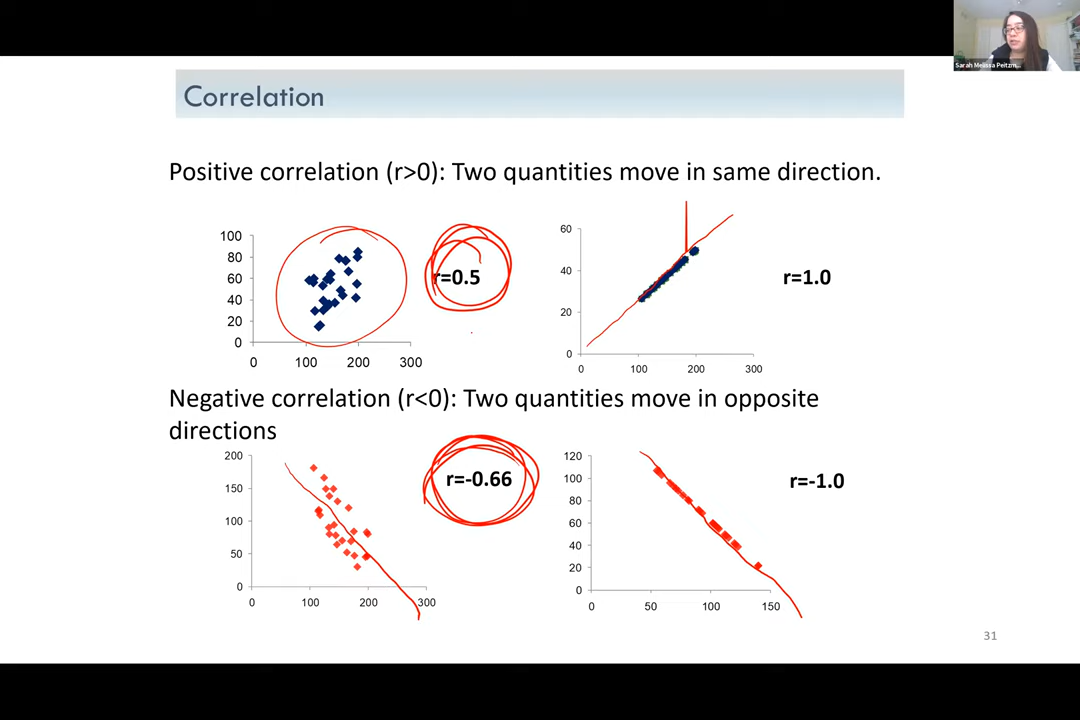 Sarah Melissa Peitzm...
Correlation
Positive correlation (r>0): Two quantities move in same direction.
100
80
60
40
20
0
0 100 200 300
r=0.5
60
40
20
0
0 100 200 300
r=1.0
Negative correlation (r<0): Two quantities move in opposite
directions
200
150
100
50
0
0 100 200 300
r=-0.66
120
100
80
60
40
20
0
0 50 100 150
r=-1.0
31